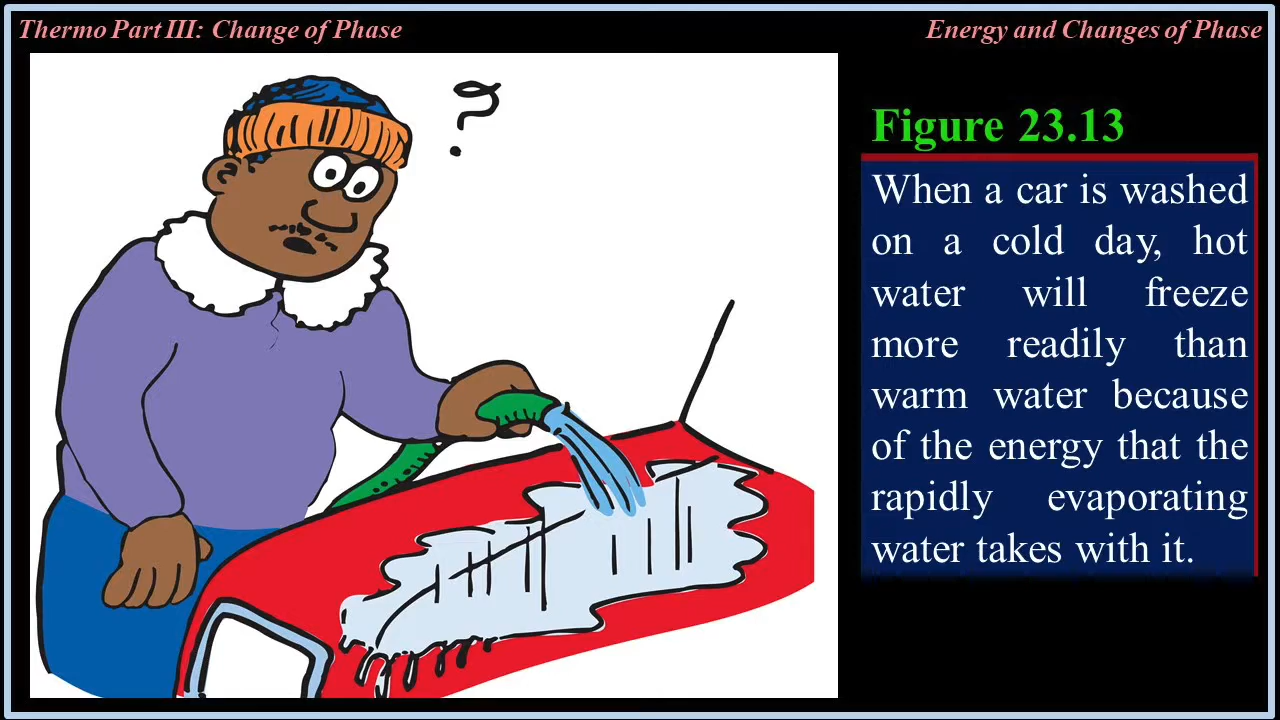 Thermo Part III: Change of Phase
Energy and Changes of Phase
?
Figure 23.13
When a car is washed
on a cold day, hot
water will freeze
more readily than
warm water because
of the energy that the
rapidly evaporating
water takes with it.